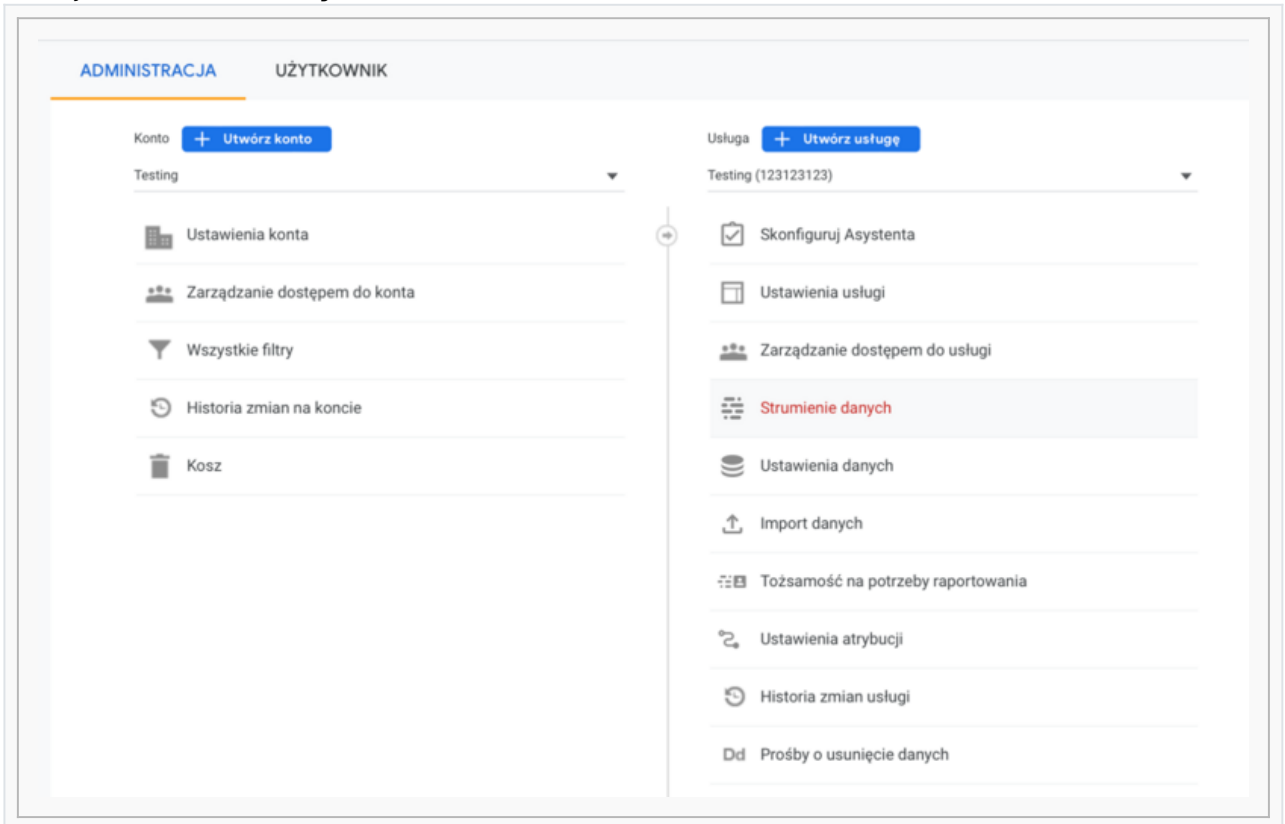 ADMINISTRACJA
UŻYTKOWNIK
Konto
+ Utwórz konto
Testing
Ustawienia konta
Zarządzanie dostępem do konta
Wszystkie filtry
Historia zmian na koncie
Kosz
Usługa
+ Utwórz usługę
Testing (123123123)
Skonfiguruj Asystenta
Ustawienia usługi
Zarządzanie dostępem do usługi
Strumienie danych
Ustawienia danych
Import danych
Tożsamość na potrzeby raportowania
Ustawienia atrybucji
Historia zmian usługi
Dd Prośby o usunięcie danych